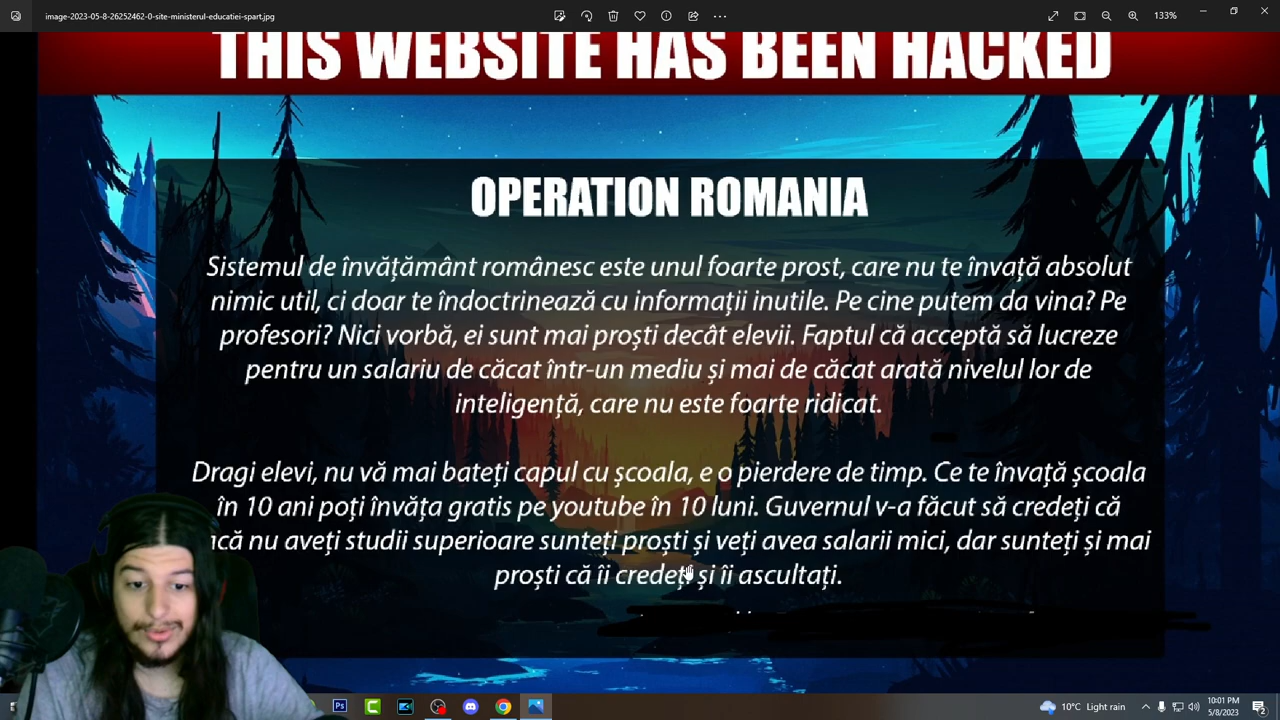 image-2023-05-8-26252462-0-site-ministerul-educatiei-spart.jpg
133%
THIS WEBSITE HAS BEEN HACKED
OPERATION ROMANIA
Sistemul de învățământ românesc este unul foarte prost, care nu te învață absolut
nimic util, ci doar te îndoctrinează cu informații inutile. Pe cine putem da vina? Pe
profesori? Nici vorbă, ei sunt mai proști decât elevii. Faptul că acceptă să lucreze
pentru un salariu de căcat într-un mediu și mai de căcat arată nivelul lor de
inteligență, care nu este foarte ridicat.
Dragi elevi, nu vă mai bateți capul cu școala, e o pierdere de timp. Ce te învață școala
în 10 ani poți învăța gratis pe youtube în 10 luni. Guvernul v-a făcut să credeți că
nu aveți studii superioare sunteți proști și veți avea salarii mici, dar sunteți și mai
proști că îi credeți și îi ascultați.
Ps
10°C Light rain
10:01 PM
5/8/2023
2